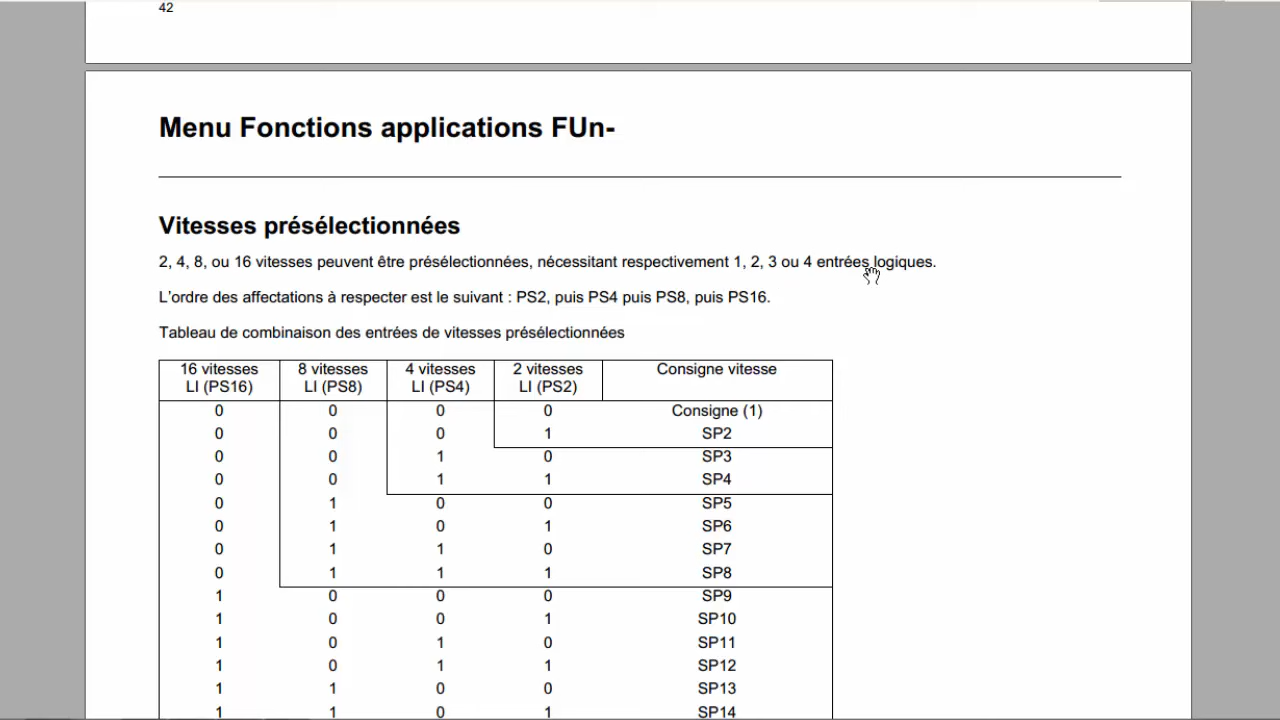 42
Menu Fonctions applications FUn-
Vitesses présélectionnées
2, 4, 8, ou 16 vitesses peuvent être présélectionnées, nécessitant respectivement 1, 2, 3 ou 4 entrées logiques.
L'ordre des affectations à respecter est le suivant : PS2, puis PS4 puis PS8, puis PS16.
Tableau de combinaison des entrées de vitesses présélectionnées
16 vitesses 8 vitesses 4 vitesses 2 vitesses Consigne vitesse
LI (PS16) LI (PS8) LI (PS4) LI (PS2)
0 0 0 0 Consigne (1)
0 0 0 1 SP2
0 0 1 0 SP3
0 0 1 1 SP4
0 1 0 0 SP5
0 1 0 1 SP6
0 1 1 0 SP7
0 1 1 1 SP8
1 0 0 0 SP9
1 0 0 1 SP10
1 0 1 0 SP11
1 0 1 1 SP12
1 1 0 0 SP13
1 1 0 1 SP14